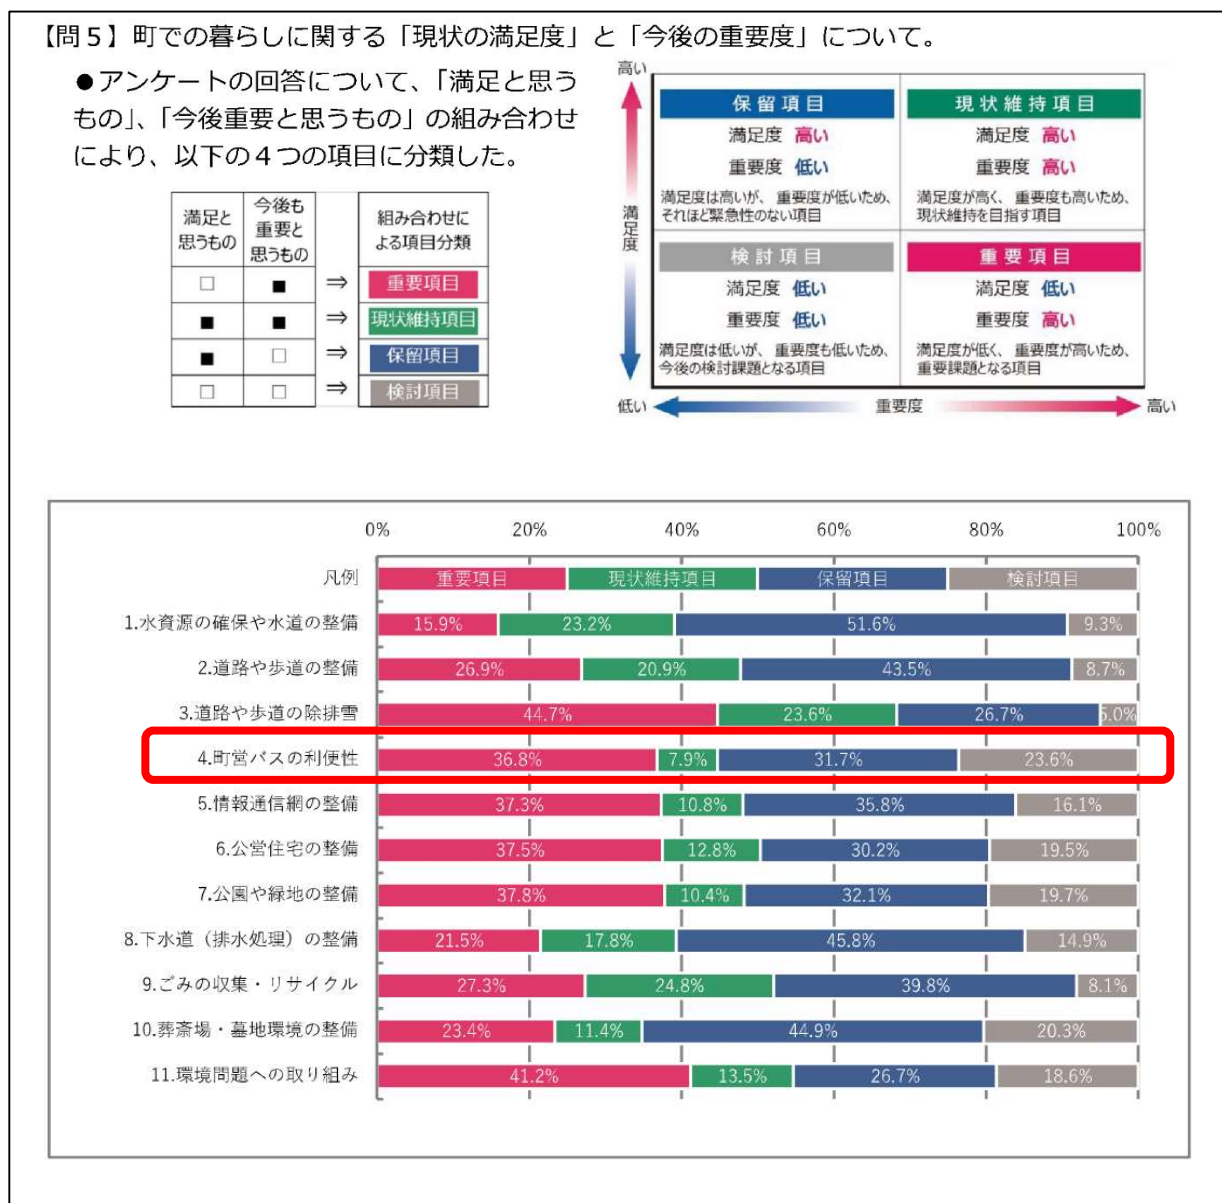 【問５】町での暮らしに関する「現状の満足度」と「今後の重要度」について。
●アンケートの回答について、「満足と思う
もの」、「今後重要と思うもの」の組み合わせ
により、以下の４つの項目に分類した。
満足と
思うもの
今後も
重要と
思うもの
組み合わせに
よる項目分類
□ ■ ⇒ 重要項目
■ ■ ⇒ 現状維持項目
■ □ ⇒ 保留項目
□ □ ⇒ 検討項目
高い
満足度
低い
保留項目
満足度 高い
重要度 低い
満足度は高いが、重要度が低いため、
それほど緊急性のない項目
現状維持項目
満足度 高い
重要度 高い
満足度が高く、重要度も高いため、
現状維持を目指す項目
検討項目
満足度 低い
重要度 低い
満足度は低いが、重要度も低いため、
今後の検討課題となる項目
重要項目
満足度 低い
重要度 高い
満足度が低く、重要度が高いため、
重要課題となる項目
重要度
高い
0% 20% 40% 60% 80% 100%
凡例 重要項目 現状維持項目 保留項目 検討項目
1.水資源の確保や水道の整備 15.9% 23.2% 51.6% 9.3%
2.道路や歩道の整備 26.9% 20.9% 43.5% 8.7%
3.道路や歩道の除排雪 44.7% 23.6% 26.7% 5.0%
4.町営バスの利便性 36.8% 7.9% 31.7% 23.6%
5.情報通信網の整備 37.3% 10.8% 35.8% 16.1%
6.公営住宅の整備 37.5% 12.8% 30.2% 19.5%
7.公園や緑地の整備 37.8% 10.4% 32.1% 19.7%
8.下水道（排水処理）の整備 21.5% 17.8% 45.8% 14.9%
9.ごみの収集・リサイクル 27.3% 24.8% 39.8% 8.1%
10.葬斎場・墓地環境の整備 23.4% 11.4% 44.9% 20.3%
11.環境問題への取り組み 41.2% 13.5% 26.7% 18.6%